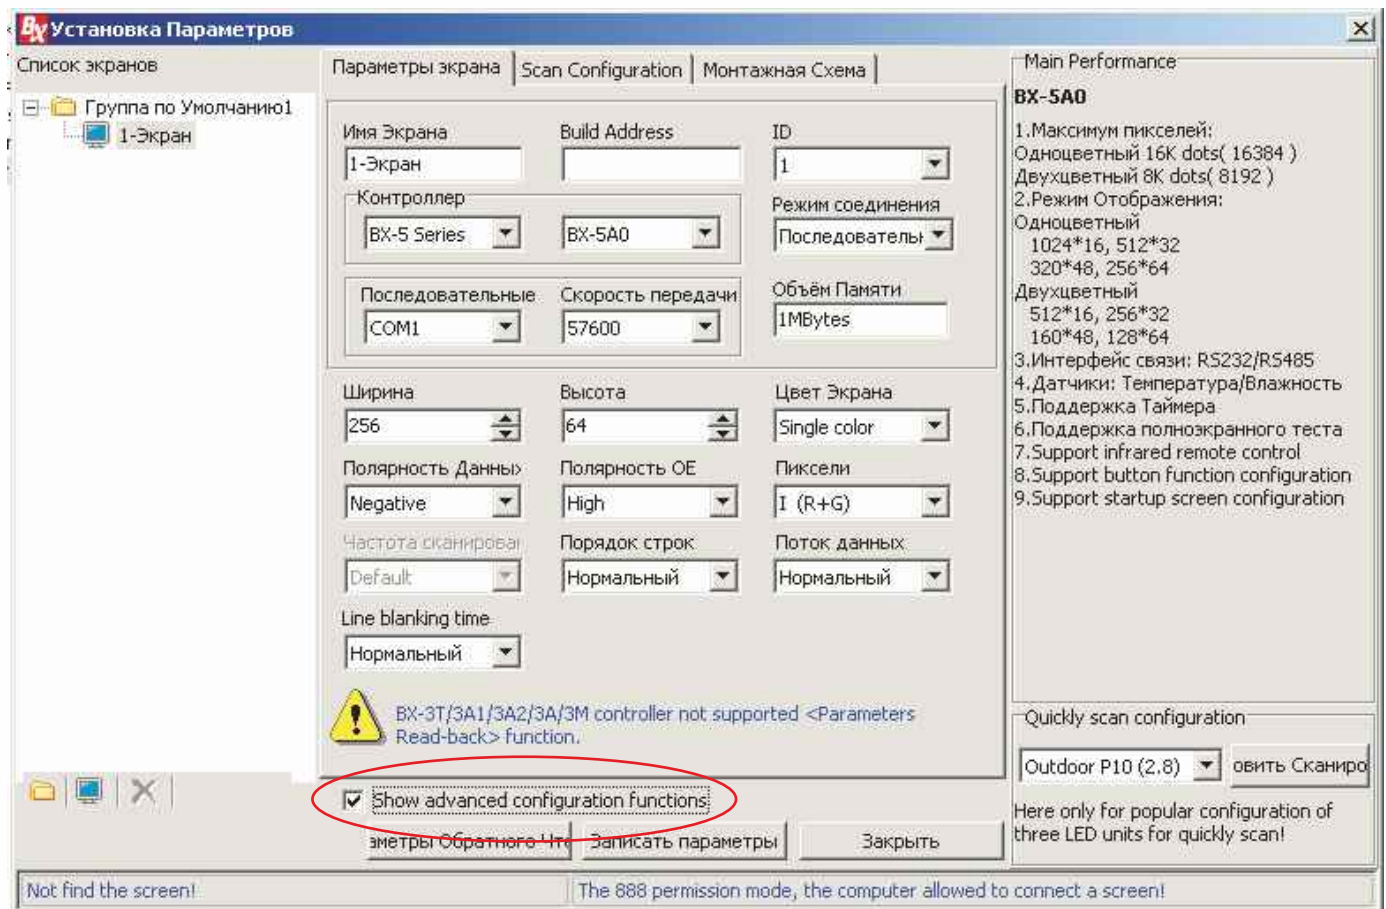 BX Установка Параметров
Список экранов
Группа по Умолчанию1
1-Экран
Параметры экрана
Scan Configuration
Монтажная Схема
Имя Экрана
Build Address
ID
1-Экран
1
Контроллер
Режим соединения
BX-5 Series
BX-5A0
Последователы
Последовательные
Скорость передачи
Объём Памяти
COM1
57600
1MBytes
Ширина
Высота
Цвет Экрана
256
64
Single color
Полярность Данных
Полярность OE
Пиксели
Negative
High
I (R+G)
Частота сканирован
Порядок строк
Поток данных
Default
Нормальный
Нормальный
Line blanking time
Нормальный
BX-3T/3A1/3A2/3A/3M controller not supported <Parameters
Read-back> function.
Show advanced configuration functions
аметры Обратного Чте
Записать параметры
Закрыть
Main Performance
BX-5A0
1.Максимум пикселей:
Одноцветный 16K dots( 16384 )
Двухцветный 8K dots( 8192 )
2.Режим Отображения:
Одноцветный
1024*16, 512*32
320*48, 256*64
Двухцветный
512*16, 256*32
160*48, 128*64
3.Интерфейс связи: RS232/RS485
4.Датчики: Температура/Влажность
5.Поддержка Таймера
6.Поддержка полноэкранного теста
7.Support infrared remote control
8.Support button function configuration
9.Support startup screen configuration
Quickly scan configuration
Outdoor P10 (2.8)
овить Сканиро
Here only for popular configuration of
three LED units for quickly scan!
Not find the screen!
The 888 permission mode, the computer allowed to connect a screen!